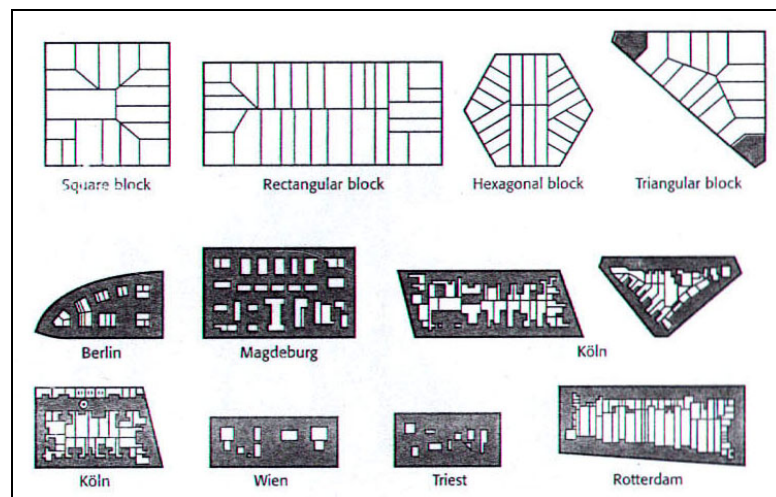 Square block
Rectangular block
Hexagonal block
Triangular block
Berlin
Magdeburg
Köln
Köln
Wien
Triest
Rotterdam